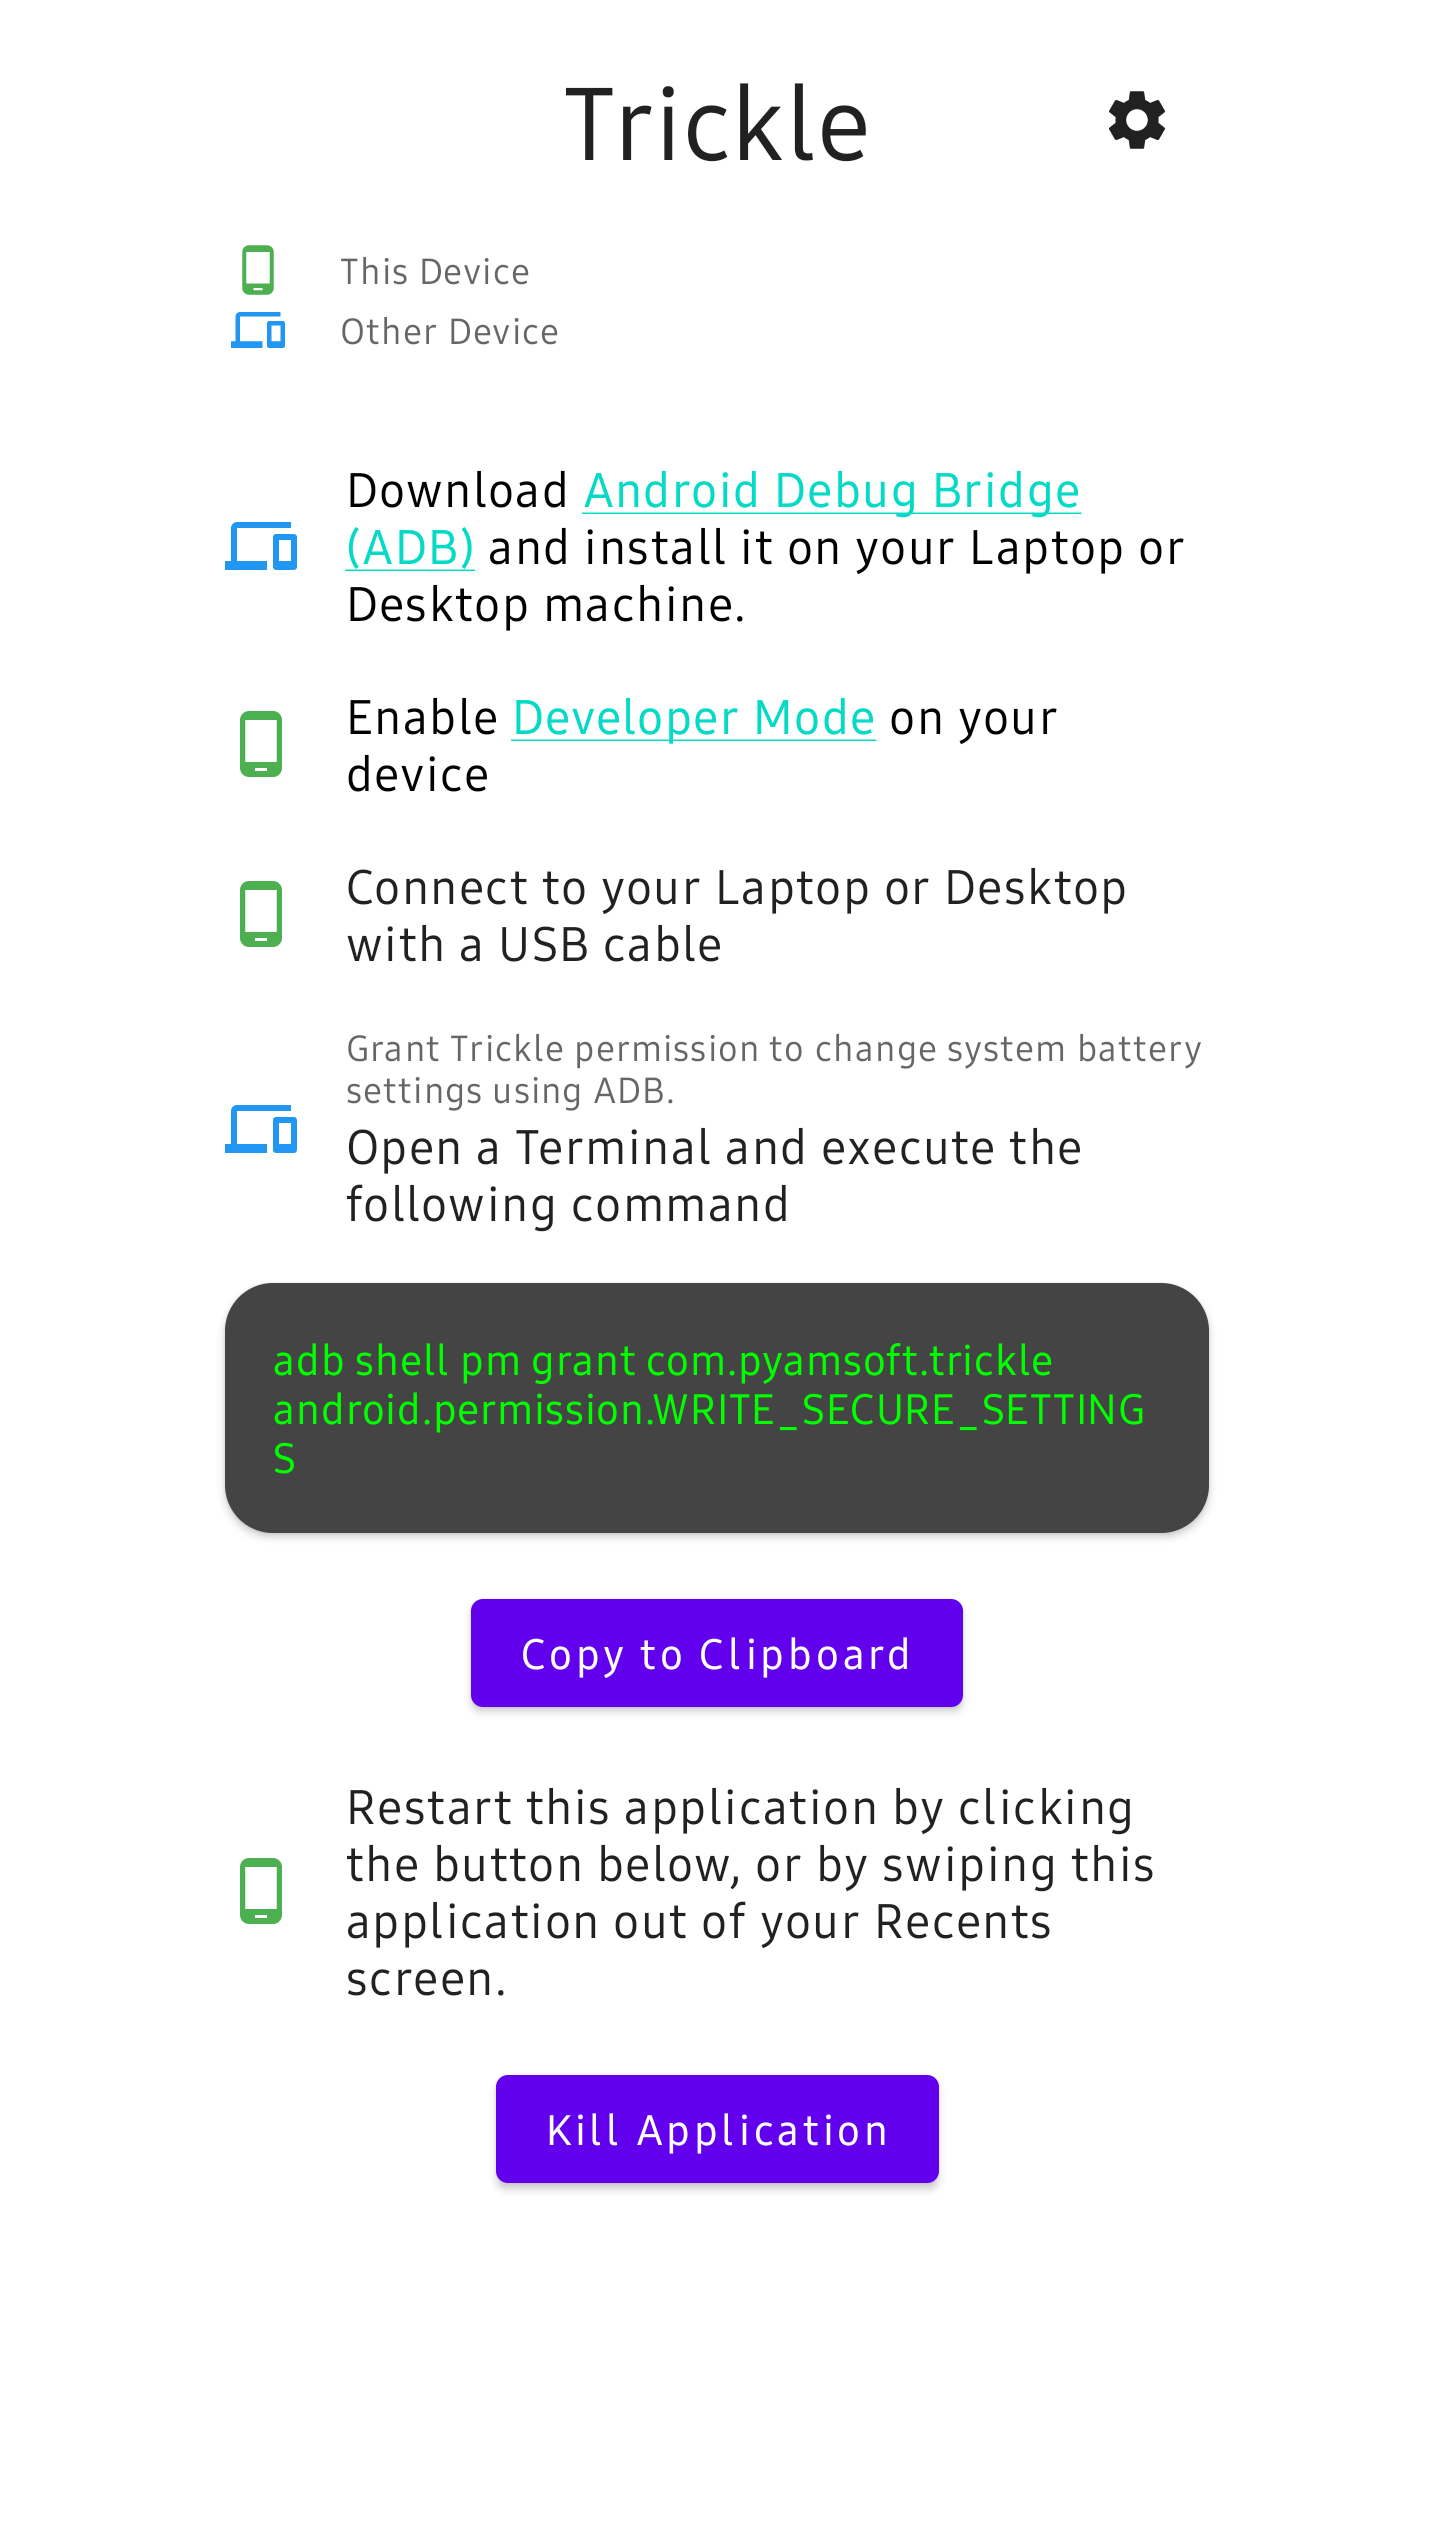 Trickle
This Device
Other Device
Download Android Debug Bridge
(ADB) and install it on your Laptop or
Desktop machine.
Enable Developer Mode on your
device
Connect to your Laptop or Desktop
with a USB cable
Grant Trickle permission to change system battery
settings using ADB.
Open a Terminal and execute the
following command
adb shell pm grant com.pyamsoft.trickle
android.permission.WRITE_SECURE_SETTING
S
Copy to Clipboard
Restart this application by clicking
the button below, or by swiping this
application out of your Recents
screen.
Kill Application